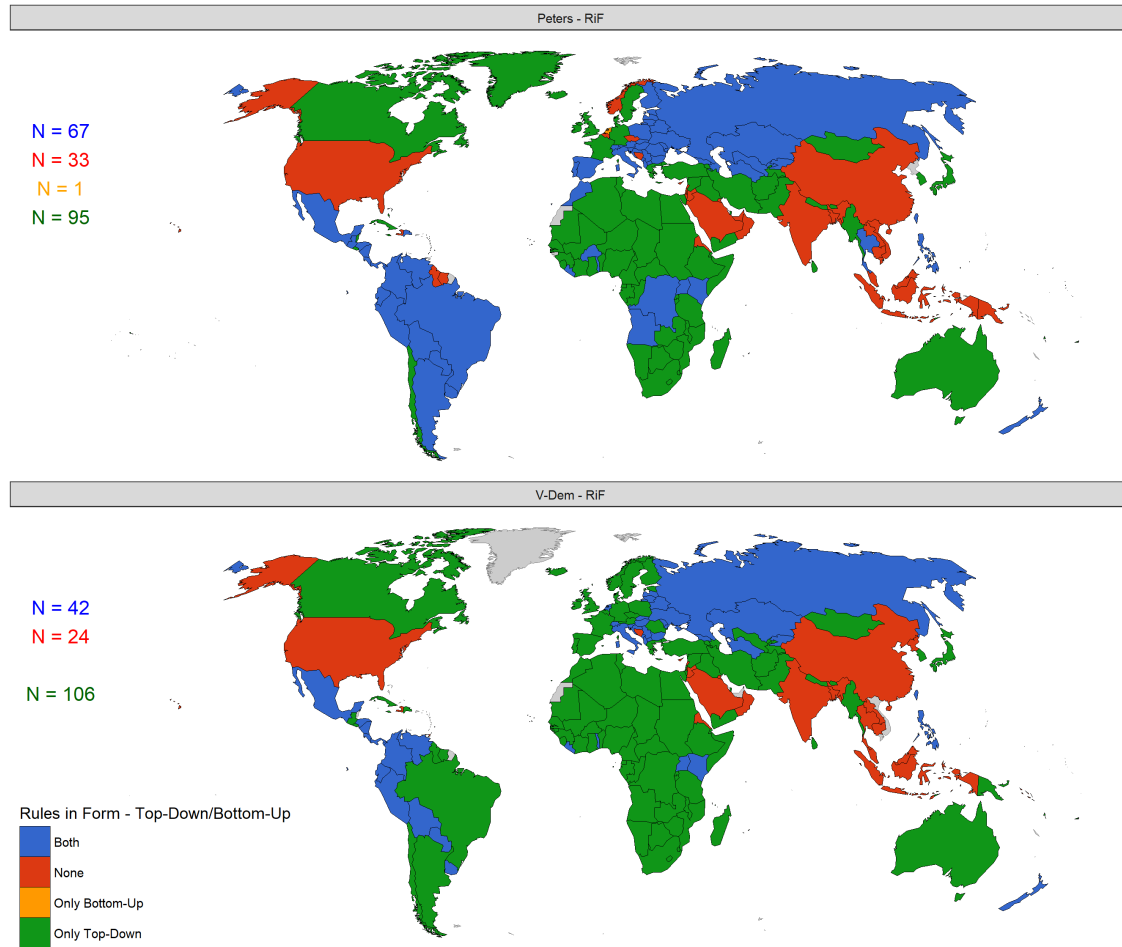 Peters - RiF
N = 67
N = 33
N = 1
N = 95
V-Dem - RiF
N = 42
N = 24
N = 106
Rules in Form - Top-Down/Bottom-Up
Both
None
Only Bottom-Up
Only Top-Down